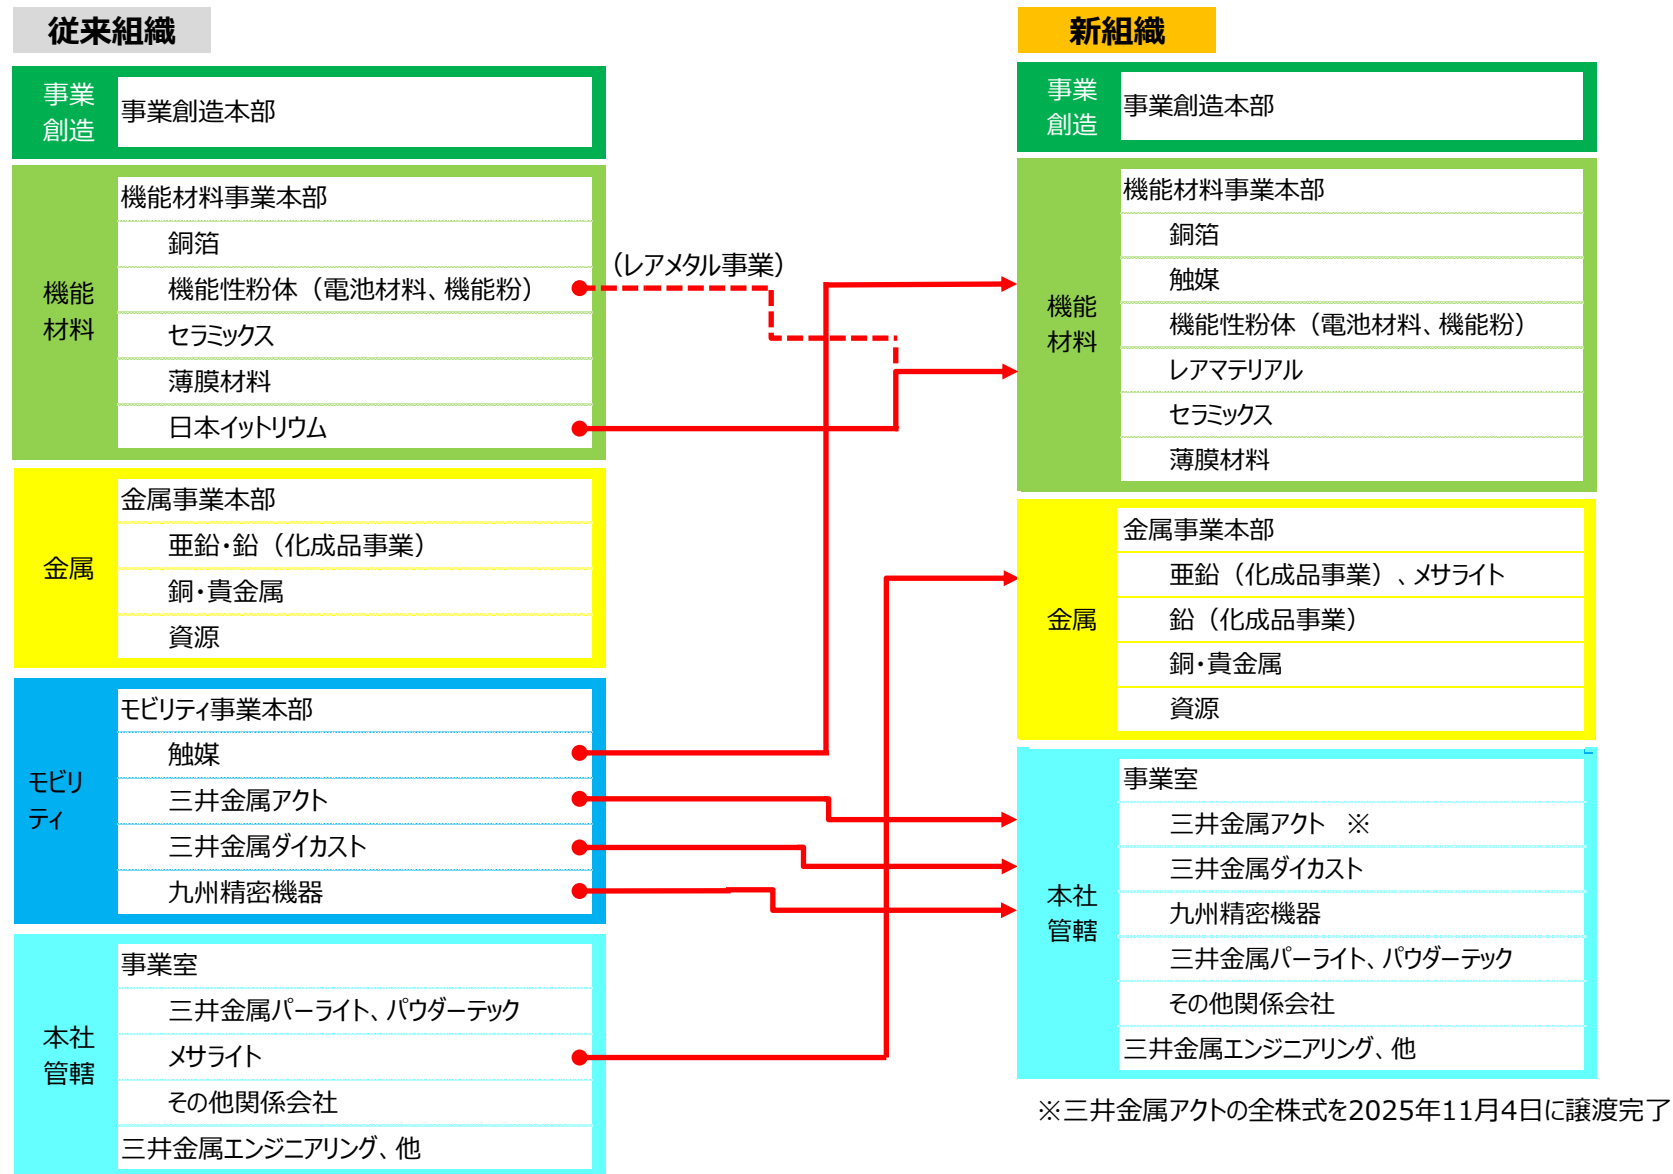 従来組織
事業
創造
事業創造本部
機能
材料
機能材料事業本部
銅箔
機能性粉体（電池材料、機能粉）
セラミックス
薄膜材料
日本イットリウム
金属
金属事業本部
亜鉛・鉛（化成品事業）
銅・貴金属
資源
モビリ
ティ
モビリティ事業本部
触媒
三井金属アクト
三井金属ダイカスト
九州精密機器
本社
管轄
事業室
三井金属パーライト、パウダーテック
メサライト
その他関係会社
三井金属エンジニアリング、他
（レアメタル事業）
新組織
事業
創造
事業創造本部
機能
材料
機能材料事業本部
銅箔
触媒
機能性粉体（電池材料、機能粉）
レアマテリアル
セラミックス
薄膜材料
金属
金属事業本部
亜鉛（化成品事業）、メサライト
鉛（化成品事業）
銅・貴金属
資源
本社
管轄
事業室
三井金属アクト　※
三井金属ダイカスト
九州精密機器
三井金属パーライト、パウダーテック
その他関係会社
三井金属エンジニアリング、他
※三井金属アクトの全株式を2025年11月4日に譲渡完了